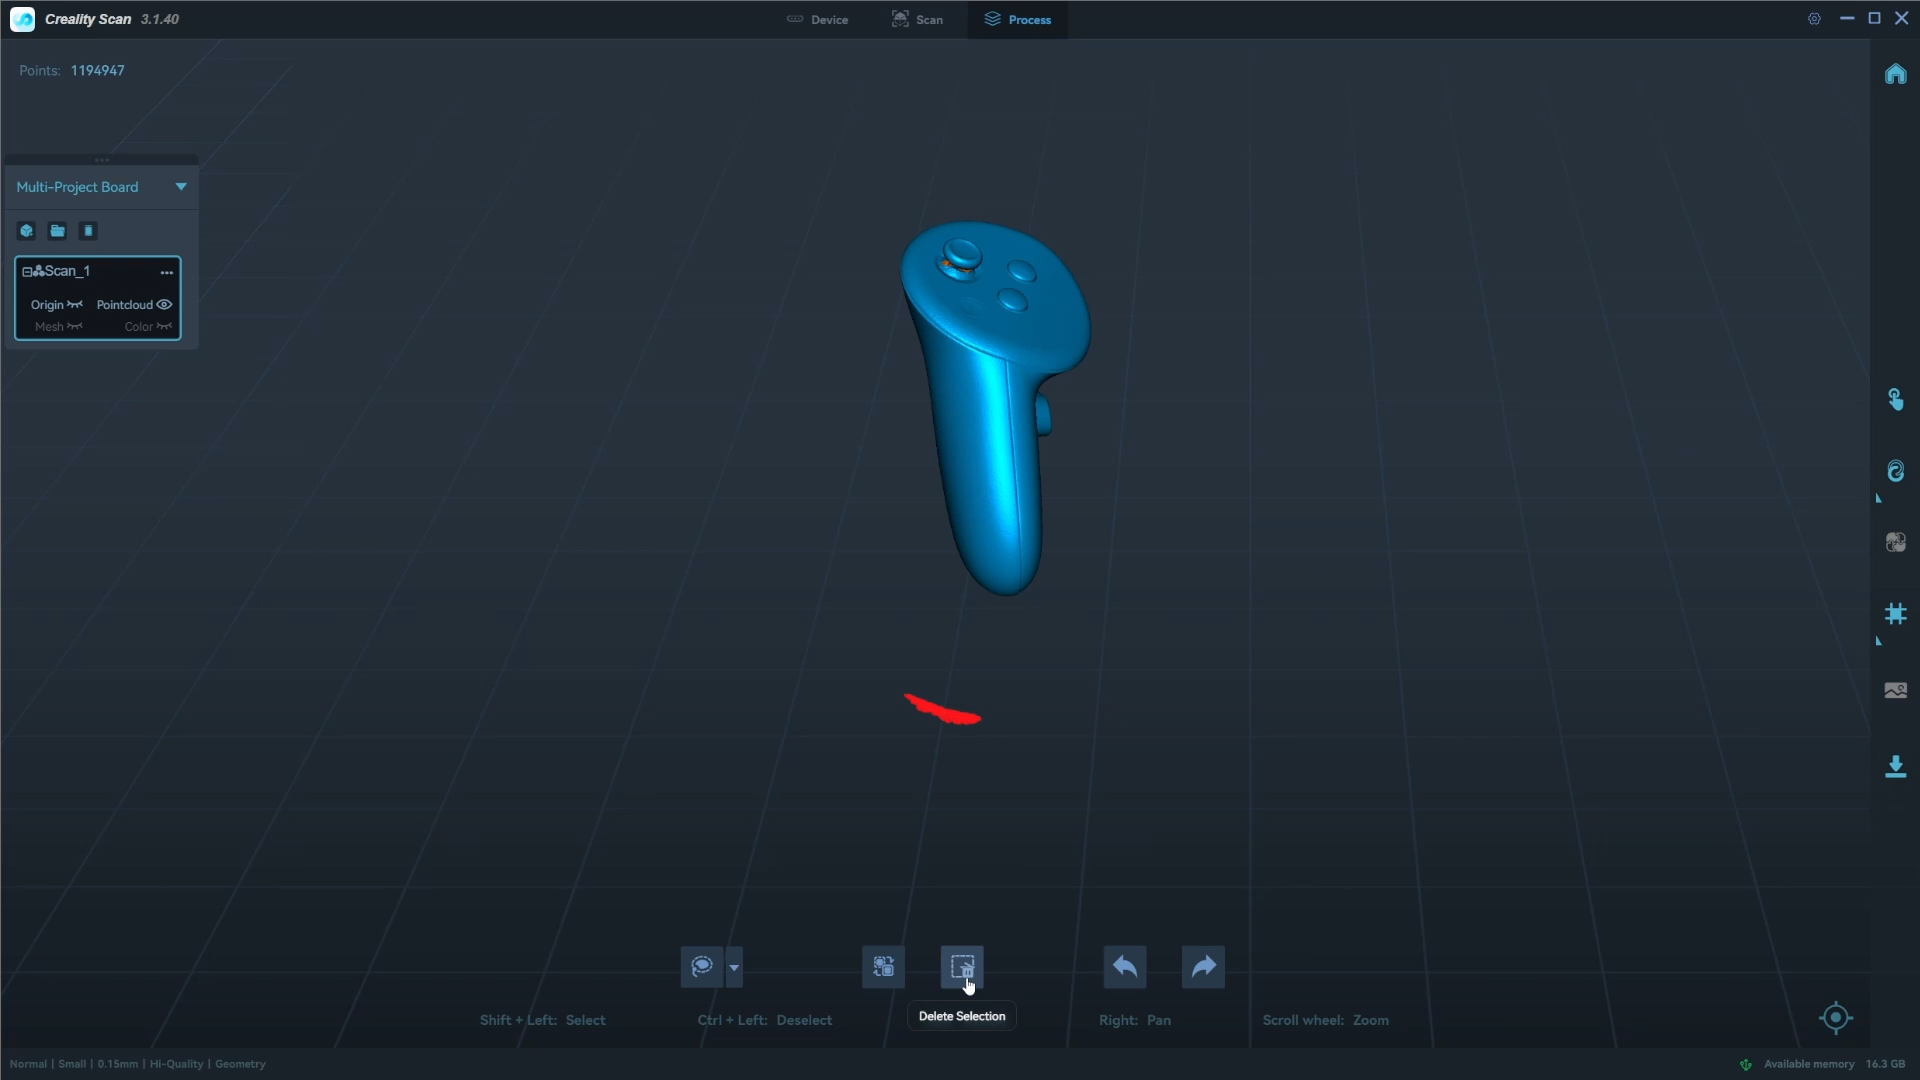 Creality Scan 3.1.40
Device
Scan
Process
Points: 1194947
Multi-Project Board
Scan_1
Origin
Pointcloud
Mesh
Color
Shift + Left: Select
Ctrl + Left: Deselect
Delete Selection
Right: Pan
Scroll wheel: Zoom
Normal | Small | 0.15mm | Hi-Quality | Geometry
Available memory 16.3 GB